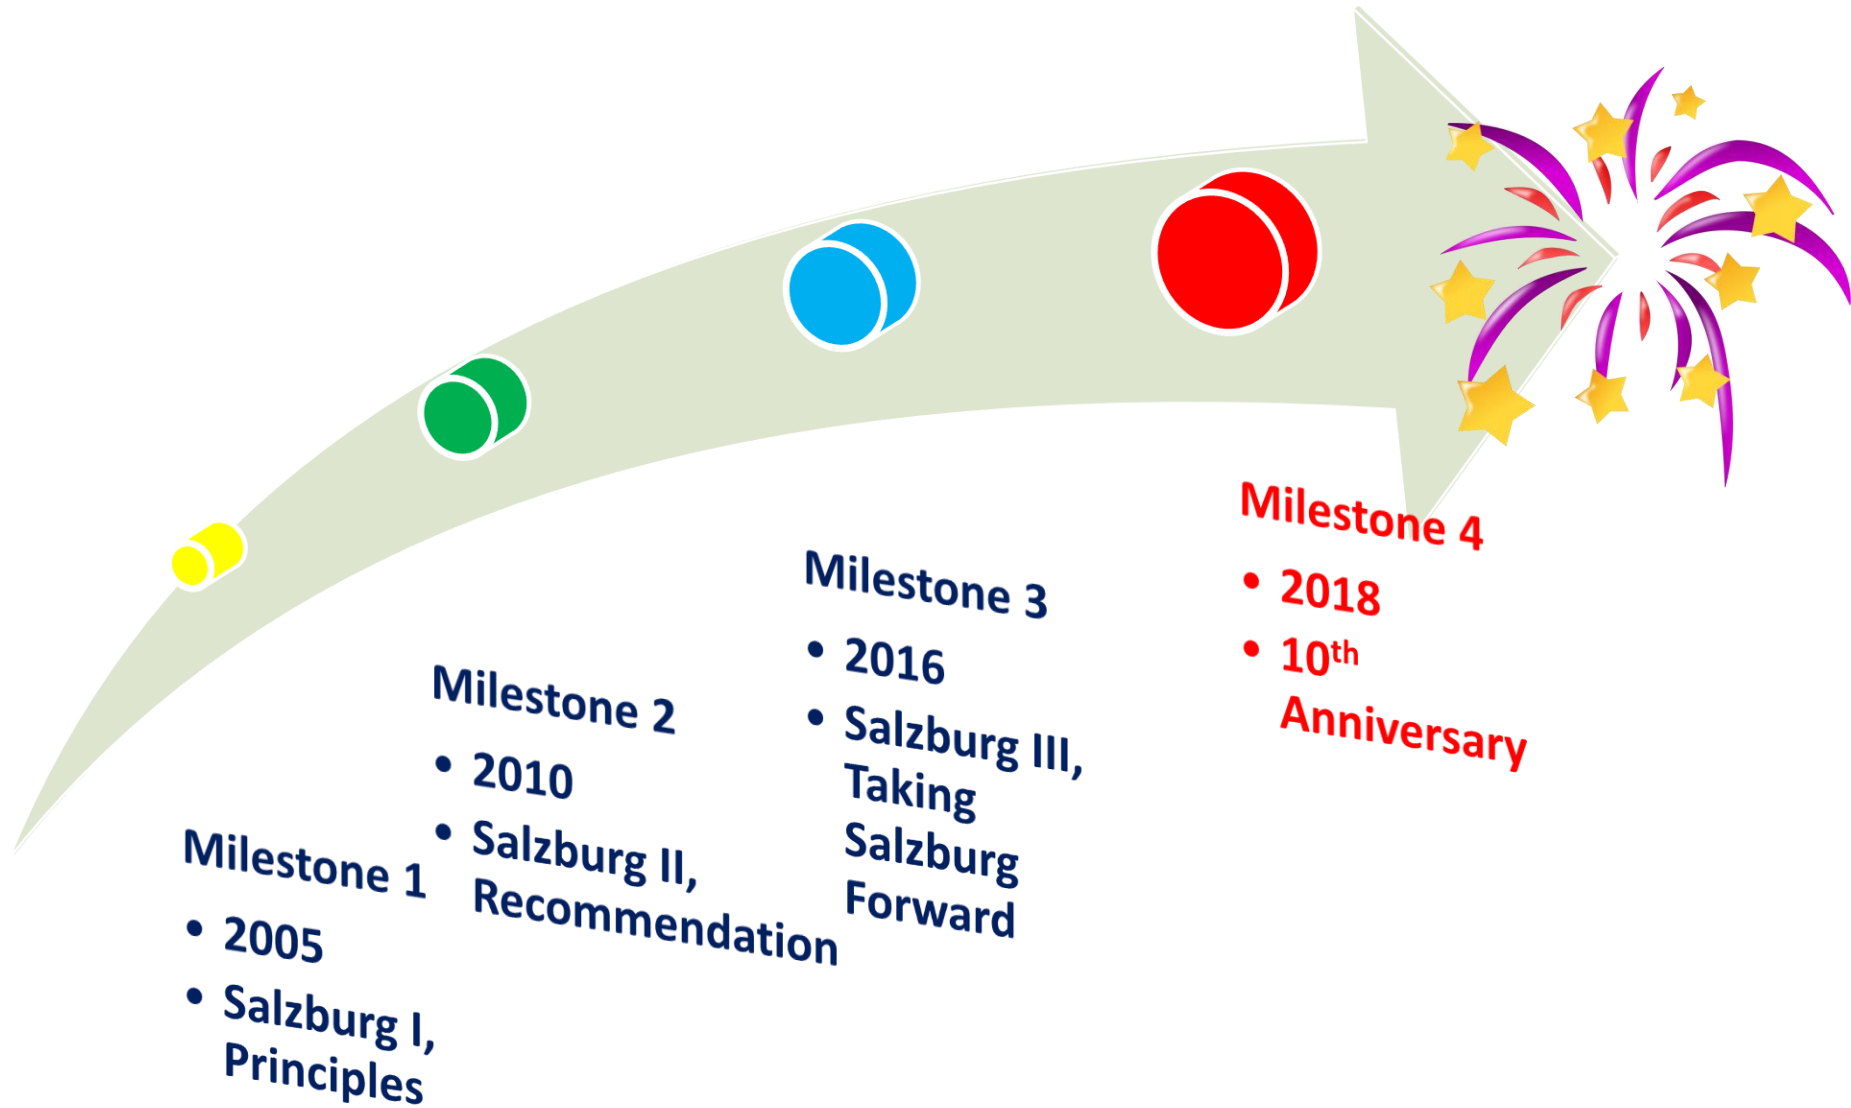 Milestone 1
• 2005
• Salzburg I,
Principles
Milestone 2
• 2010
• Salzburg II,
Recommendation
Milestone 3
• 2016
• Salzburg III,
Taking
Salzburg
Forward
Milestone 4
• 2018
• 10th
Anniversary